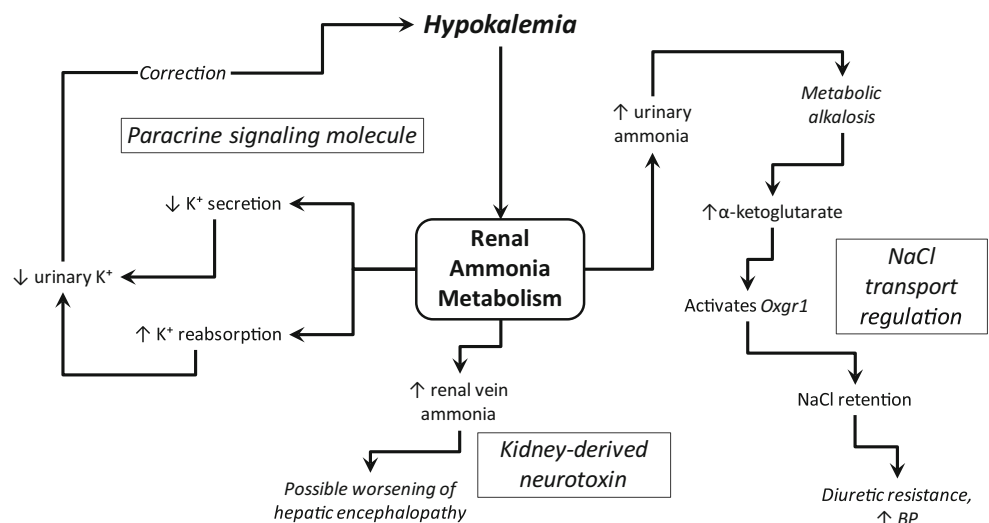 Hypokalemia
Correction
Paracrine signaling molecule
↑ urinary
ammonia
Metabolic
alkalosis
↓ K⁺ secretion
↑α-ketoglutarate
Renal
Ammonia
Metabolism
↓ urinary K⁺
NaCl
transport
regulation
Activates Oxgr1
↑ K⁺ reabsorption
↑ renal vein
ammonia
NaCl retention
Kidney-derived
neurotoxin
Possible worsening of
hepatic encephalopathy
Diuretic resistance,
↑ BP